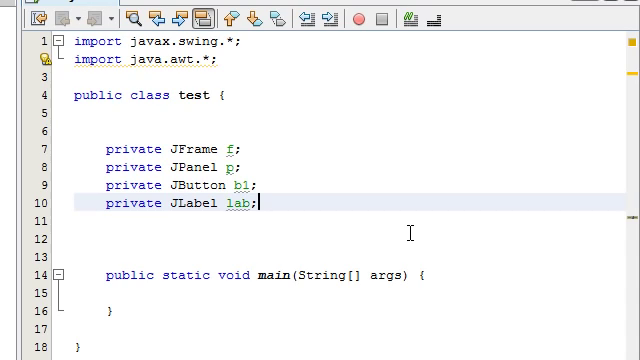 1 import javax.swing.*;
import java.awt.*;
3
4 public class test {
5
6
7 private JFrame f;
8 private JPanel p;
9 private JButton b1;
10 private JLabel lab;
11
12
13
14 public static void main(String[] args) {
15
16 }
17
18 }